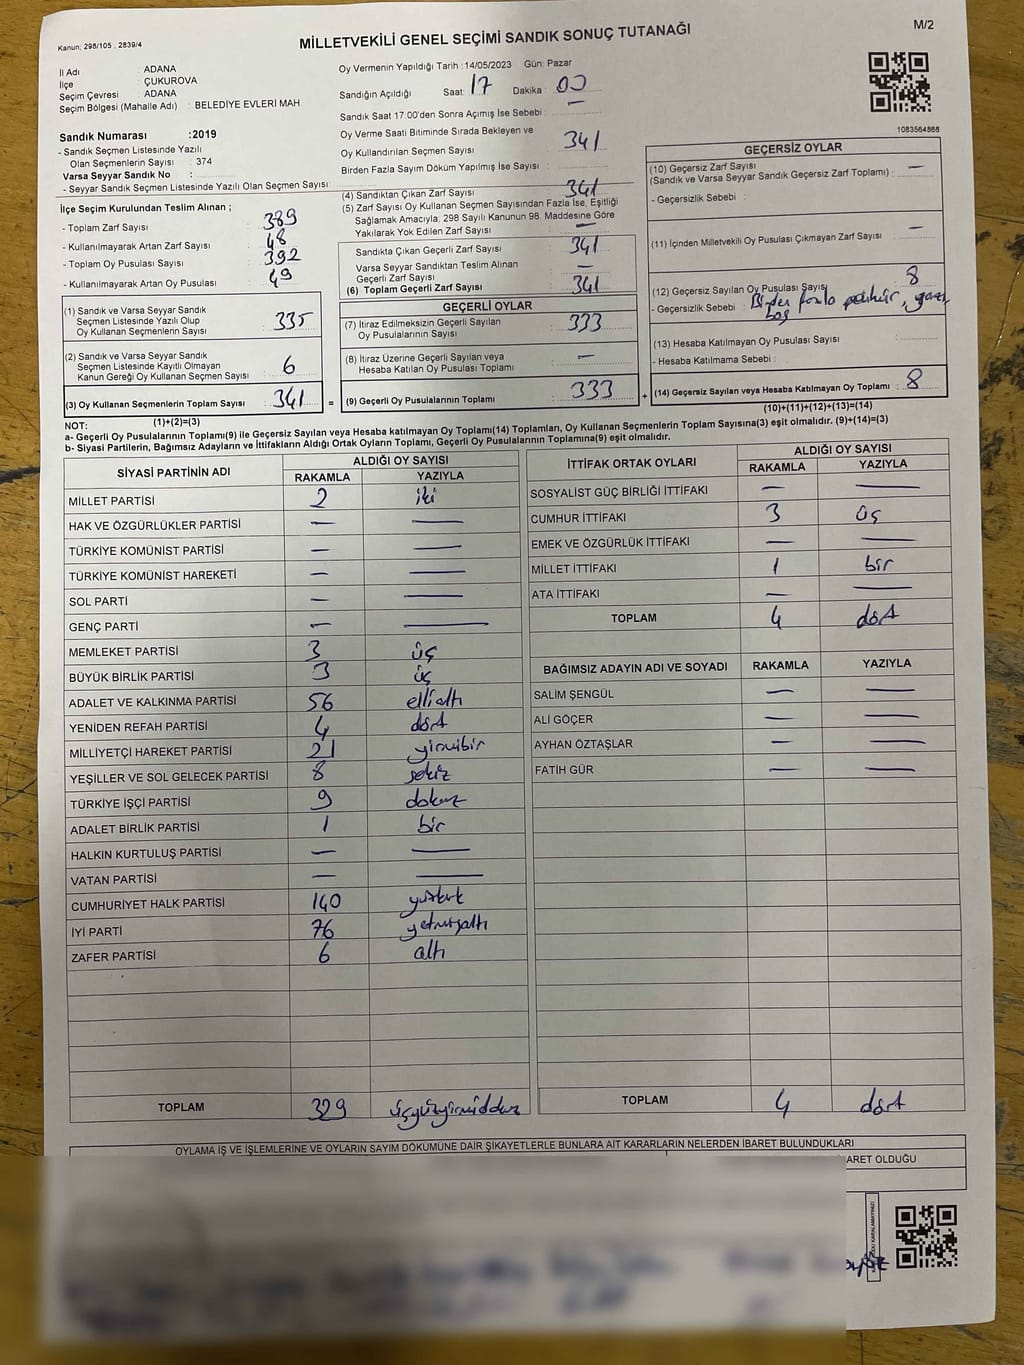 Kanun: 298/105 , 2839/4
MİLLETVEKİLİ GENEL SEÇİMİ SANDIK SONUÇ TUTANAĞI
M/2
İl Adı : ADANA
İlçe : ÇUKUROVA
Seçim Çevresi : ADANA
Seçim Bölgesi (Mahalle Adı) : BELEDİYE EVLERİ MAH
Sandık Numarası :2019
- Sandık Seçmen Listesinde Yazılı
Olan Seçmenlerin Sayısı : 374
Varsa Seyyar Sandık No :
- Seyyar Sandık Seçmen Listesinde Yazılı Olan Seçmen Sayısı:
Oy Vermenin Yapıldığı Tarih :14/05/2023 Gün: Pazar
Sandığın Açıldığı Saat: 17 Dakika : 00
Sandık Saat 17:00'den Sonra Açımış İse Sebebi : —
Oy Verme Saati Bitiminde Sırada Bekleyen ve
Oy Kullandırılan Seçmen Sayısı : 341
Birden Fazla Sayım Döküm Yapılmış İse Sayısı :
(4) Sandıktan Çıkan Zarf Sayısı : 341
(5) Zarf Sayısı Oy Kullanan Seçmen Sayısından Fazla İse, Eşitliği
Sağlamak Amacıyla, 298 Sayılı Kanunun 98. Maddesine Göre
Yakılarak Yok Edilen Zarf Sayısı : —
Sandıkta Çıkan Geçerli Zarf Sayısı : 341
Varsa Seyyar Sandıktan Teslim Alınan
Geçerli Zarf Sayısı : —
(6) Toplam Geçerli Zarf Sayısı : 341
1083564868
İlçe Seçim Kurulundan Teslim Alınan ;
- Toplam Zarf Sayısı : 389
- Kullanılmayarak Artan Zarf Sayısı : 48
- Toplam Oy Pusulası Sayısı : 392
- Kullanılmayarak Artan Oy Pusulası : 49
(1) Sandık ve Varsa Seyyar Sandık
Seçmen Listesinde Yazılı Olup
Oy Kullanan Seçmenlerin Sayısı : 335
(2) Sandık ve Varsa Seyyar Sandık
Seçmen Listesinde Kayıtlı Olmayan
Kanun Gereği Oy Kullanan Seçmen Sayısı : 6
(3) Oy Kullanan Seçmenlerin Toplam Sayısı : 341 =
(1)+(2)=(3)
GEÇERLİ OYLAR
(7) İtiraz Edilmeksizin Geçerli Sayılan
Oy Pusulalarının Sayısı : 333
(8) İtiraz Üzerine Geçerli Sayılan veya
Hesaba Katılan Oy Pusulası Toplamı : —
(9) Geçerli Oy Pusulalarının Toplamı : 333 +
GEÇERSİZ OYLAR
(10) Geçersiz Zarf Sayısı : —
(Sandık ve Varsa Seyyar Sandık Geçersiz Zarf Toplamı) :
- Geçersizlik Sebebi :
(11) İçinden Milletvekili Oy Pusulası Çıkmayan Zarf Sayısı : —
(12) Geçersiz Sayılan Oy Pusulası Sayısı : 8
- Geçersizlik Sebebi : Birden fazla
boş
(13) Hesaba Katılmayan Oy Pusulası Sayısı :
- Hesaba Katılmama Sebebi :
(14) Geçersiz Sayılan veya Hesaba Katılmayan Oy Toplamı : 8
(10)+(11)+(12)+(13)=(14)
NOT:
a- Geçerli Oy Pusulalarının Toplamı(9) ile Geçersiz Sayılan veya Hesaba katılmayan Oy Toplamı(14) Toplamları, Oy Kullanan Seçmenlerin Toplam Sayısına(3) eşit olmalıdır. (9)+(14)=(3)
b- Siyasi Partilerin, Bağımsız Adayların ve İttifakların Aldığı Ortak Oyların Toplamı, Geçerli Oy Pusulalarının Toplamına(9) eşit olmalıdır.
SİYASİ PARTİNİN ADI ALDIĞI OY SAYISI
RAKAMLA YAZIYLA
MİLLET PARTİSİ 2 iki
HAK VE ÖZGÜRLÜKLER PARTİSİ — —
TÜRKİYE KOMÜNİST PARTİSİ — —
TÜRKİYE KOMÜNİST HAREKETİ — —
SOL PARTİ — —
GENÇ PARTİ — —
MEMLEKET PARTİSİ 3 üç
BÜYÜK BİRLİK PARTİSİ 3 üç
ADALET VE KALKINMA PARTİSİ 56 ellialtı
YENİDEN REFAH PARTİSİ 4 dört
MİLLİYETÇİ HAREKET PARTİSİ 21 yirmibir
YEŞİLLER VE SOL GELECEK PARTİSİ 8 sekiz
TÜRKİYE İŞÇİ PARTİSİ 9 dokuz
ADALET BİRLİK PARTİSİ 1 bir
HALKIN KURTULUŞ PARTİSİ — —
VATAN PARTİSİ — —
CUMHURİYET HALK PARTİSİ 140 yüzkırk
İYİ PARTİ 76 yetmişaltı
ZAFER PARTİSİ 6 altı
TOPLAM 329 üçyüzyirmidokuz
İTTİFAK ORTAK OYLARI ALDIĞI OY SAYISI
RAKAMLA YAZIYLA
SOSYALİST GÜÇ BİRLİĞİ İTTİFAKI — —
CUMHUR İTTİFAKI 3 üç
EMEK VE ÖZGÜRLÜK İTTİFAKI — —
MİLLET İTTİFAKI 1 bir
ATA İTTİFAKI — —
TOPLAM 4 dört
BAĞIMSIZ ADAYIN ADI VE SOYADI RAKAMLA YAZIYLA
SALİM ŞENGÜL — —
ALİ GÖÇER — —
AYHAN ÖZTAŞLAR — —
FATİH GÜR — —
TOPLAM 4 dört
OYLAMA İŞ VE İŞLEMLERİNE VE OYLARIN SAYIM DÖKÜMÜNE DAİR ŞİKAYETLERLE BUNLARA AİT KARARLARIN NELERDEN İBARET BULUNDUKLARI
BARET OLDUĞU